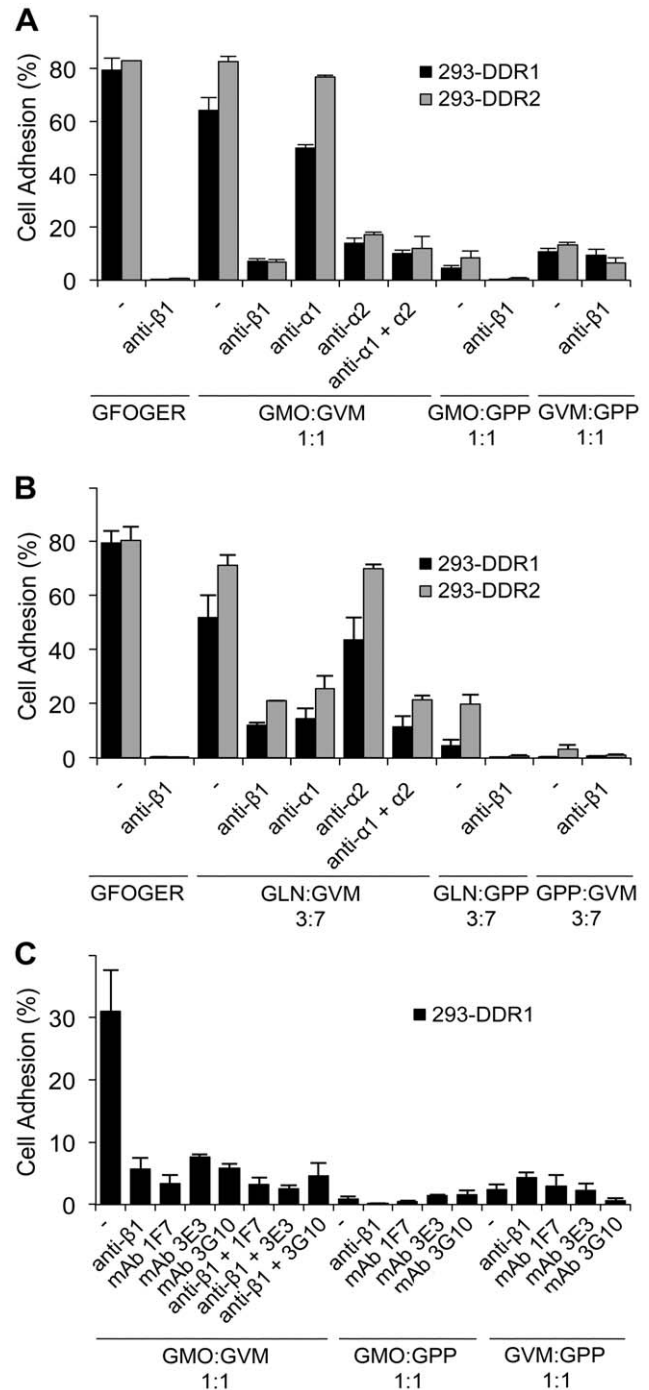 A
Cell Adhesion (%)
80
60
40
20
0
293-DDR1
293-DDR2
-
anti-β1
-
anti-β1
anti-α1
anti-α2
anti-α1 + α2
-
anti-β1
-
anti-β1
GFOGER
GMO:GVM
1:1
GMO:GPP
1:1
GVM:GPP
1:1
B
Cell Adhesion (%)
80
60
40
20
0
293-DDR1
293-DDR2
-
anti-β1
-
anti-β1
anti-α1
anti-α2
anti-α1 + α2
-
anti-β1
-
anti-β1
GFOGER
GLN:GVM
3:7
GLN:GPP
3:7
GPP:GVM
3:7
C
Cell Adhesion (%)
30
20
10
0
293-DDR1
-
anti-β1
mAb 1F7
mAb 3E3
mAb 3G10
anti-β1 + 1F7
anti-β1 + 3E3
anti-β1 + 3G10
-
anti-β1
mAb 1F7
mAb 3E3
mAb 3G10
-
anti-β1
mAb 1F7
mAb 3E3
mAb 3G10
GMO:GVM
1:1
GMO:GPP
1:1
GVM:GPP
1:1